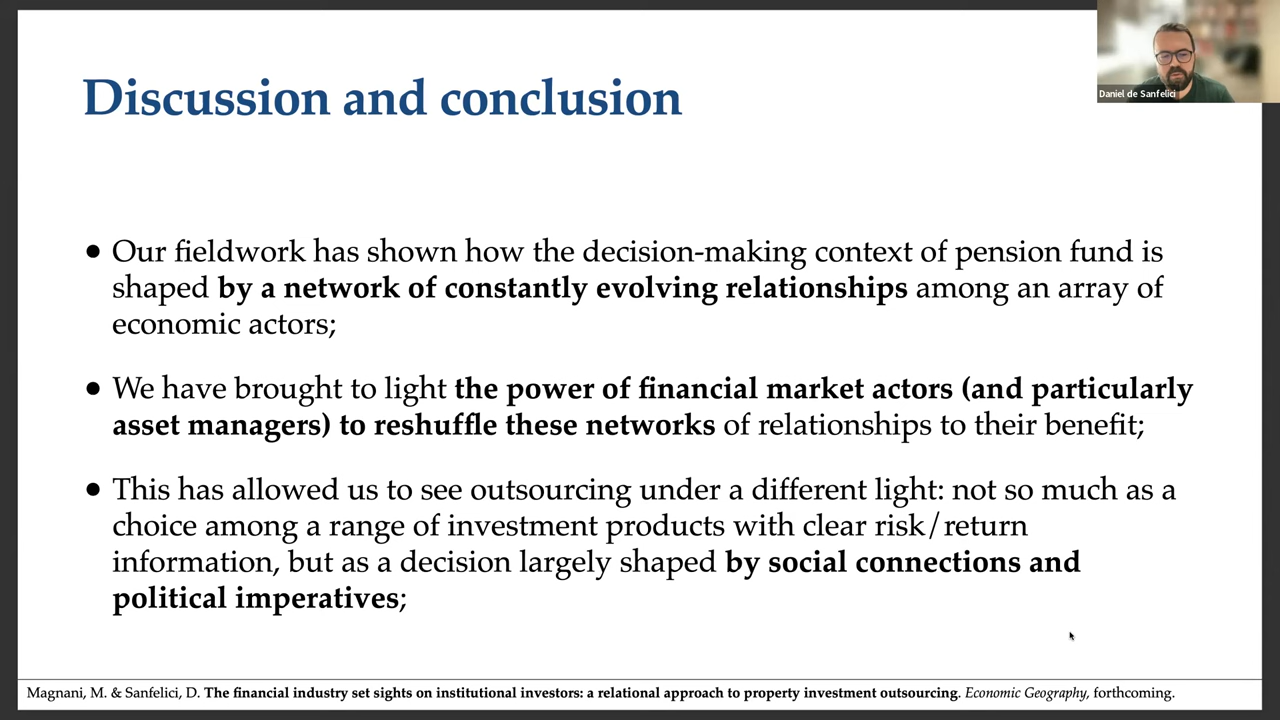 Discussion and conclusion
Daniel de Sanfelici
● Our fieldwork has shown how the decision-making context of pension fund is
shaped by a network of constantly evolving relationships among an array of
economic actors;
● We have brought to light the power of financial market actors (and particularly
asset managers) to reshuffle these networks of relationships to their benefit;
● This has allowed us to see outsourcing under a different light: not so much as a
choice among a range of investment products with clear risk/return
information, but as a decision largely shaped by social connections and
political imperatives;
Magnani, M. & Sanfelici, D. The financial industry set sights on institutional investors: a relational approach to property investment outsourcing. Economic Geography, forthcoming.